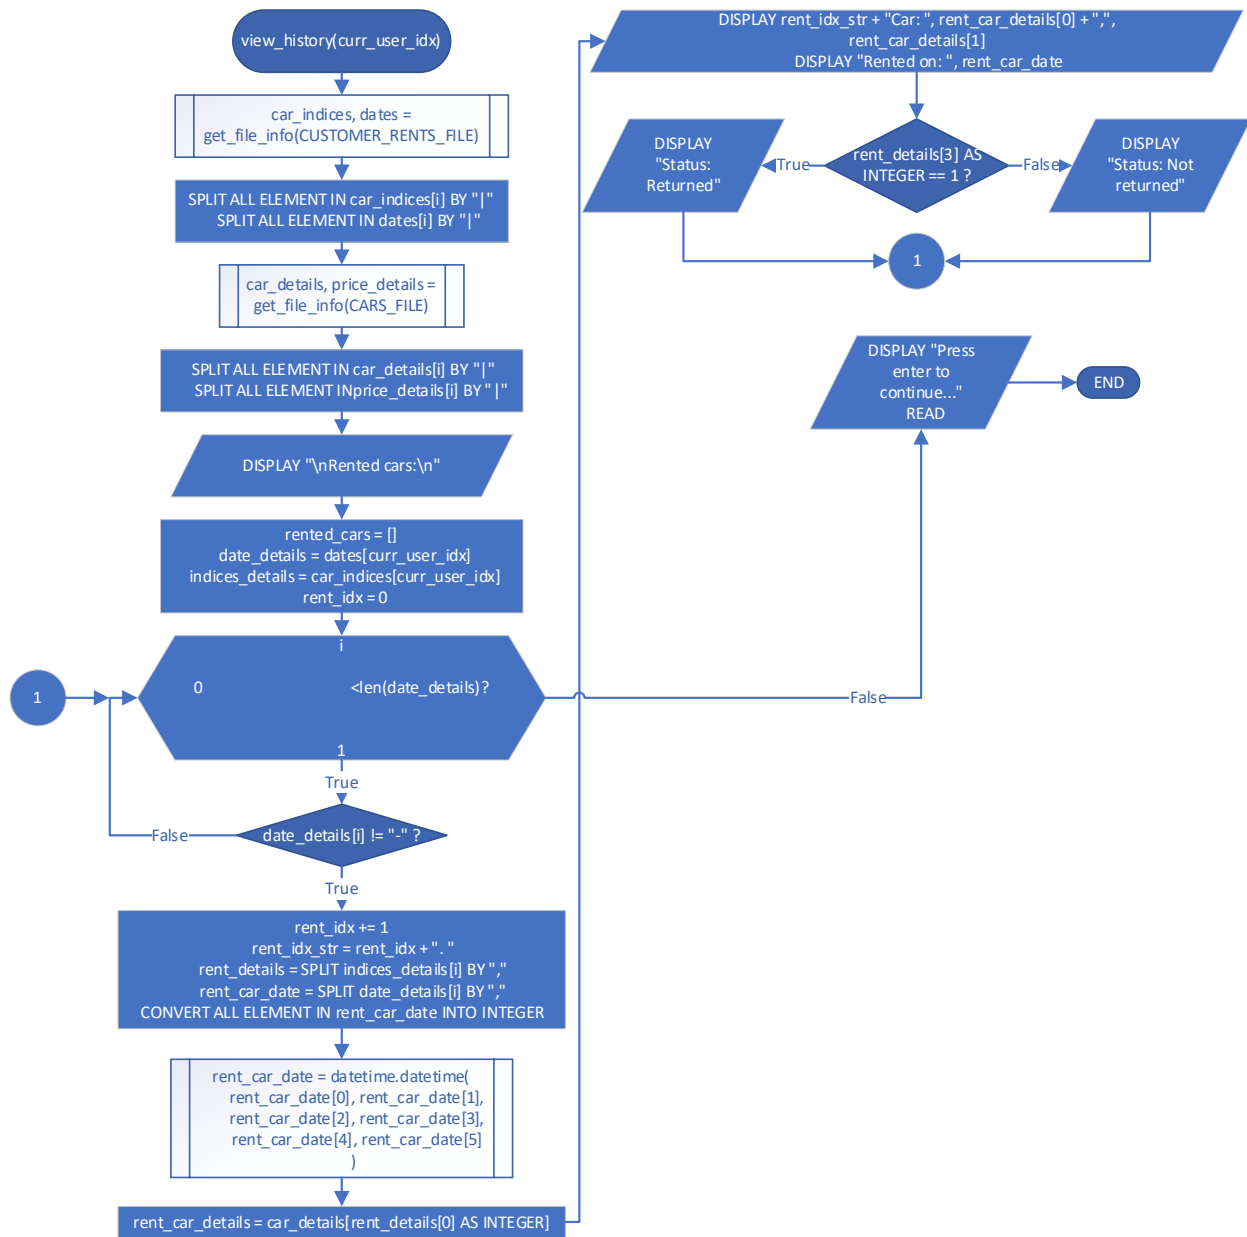 view_history(curr_user_idx)
car_indices, dates =
get_file_info(CUSTOMER_RENTS_FILE)
SPLIT ALL ELEMENT IN car_indices[i] BY "|"
SPLIT ALL ELEMENT IN dates[i] BY "|"
car_details, price_details =
get_file_info(CARS_FILE)
SPLIT ALL ELEMENT IN car_details[i] BY "|"
SPLIT ALL ELEMENT INprice_details[i] BY "|"
DISPLAY "\nRented cars:\n"
rented_cars = []
date_details = dates[curr_user_idx]
indices_details = car_indices[curr_user_idx]
rent_idx = 0
1
i
0
<len(date_details)?
1
False
True
date_details[i] != "-" ?
False
True
rent_idx += 1
rent_idx_str = rent_idx + ". "
rent_details = SPLIT indices_details[i] BY ","
rent_car_date = SPLIT date_details[i] BY ","
CONVERT ALL ELEMENT IN rent_car_date INTO INTEGER
rent_car_date = datetime.datetime(
rent_car_date[0], rent_car_date[1],
rent_car_date[2], rent_car_date[3],
rent_car_date[4], rent_car_date[5]
)
rent_car_details = car_details[rent_details[0] AS INTEGER]
DISPLAY rent_idx_str + "Car: ", rent_car_details[0] + ",",
rent_car_details[1]
DISPLAY "Rented on: ", rent_car_date
rent_details[3] AS
INTEGER == 1 ?
True
False
DISPLAY
"Status:
Returned"
DISPLAY
"Status: Not
returned"
1
DISPLAY "Press
enter to
continue..."
READ
END